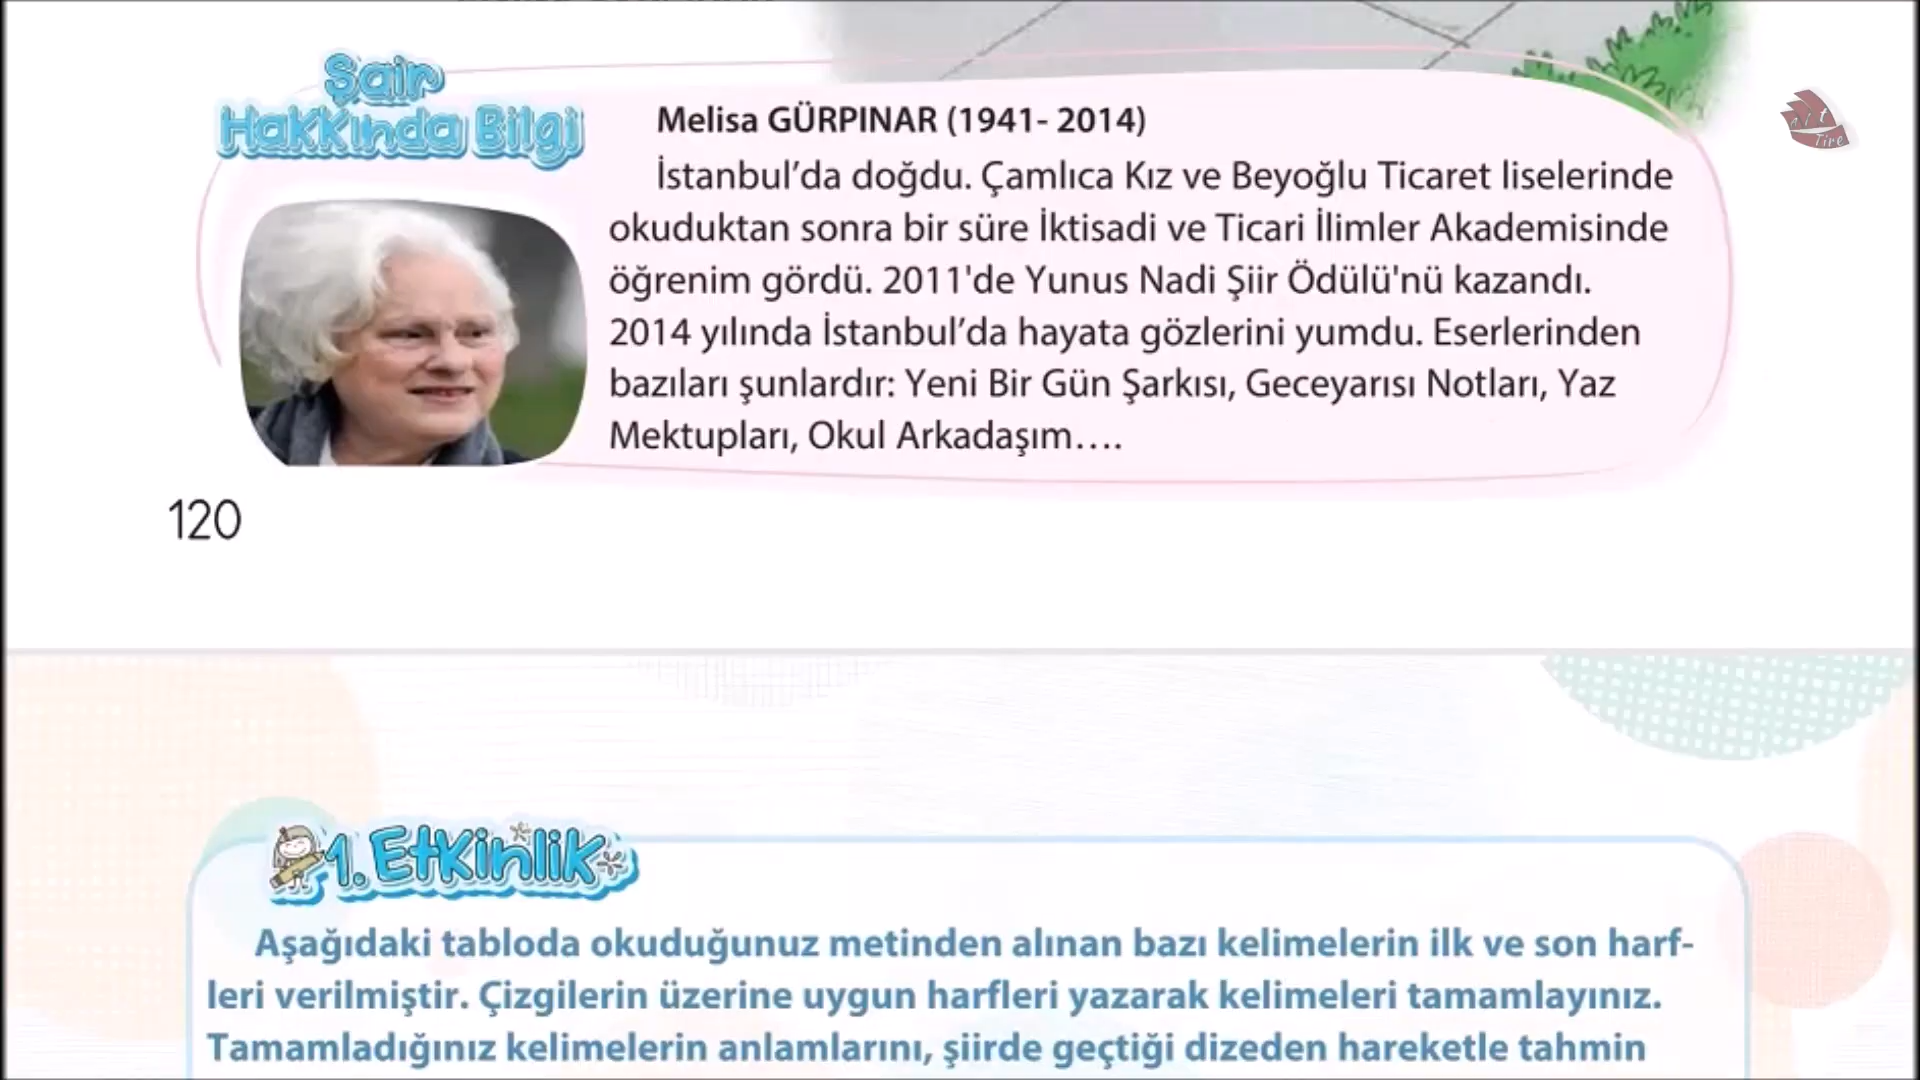 Şair
Hakkında Bilgi
Melisa GÜRPINAR (1941- 2014)
İstanbul’da doğdu. Çamlıca Kız ve Beyoğlu Ticaret liselerinde
okuduktan sonra bir süre İktisadi ve Ticari İlimler Akademisinde
öğrenim gördü. 2011'de Yunus Nadi Şiir Ödülü'nü kazandı.
2014 yılında İstanbul’da hayata gözlerini yumdu. Eserlerinden
bazıları şunlardır: Yeni Bir Gün Şarkısı, Geceyarısı Notları, Yaz
Mektupları, Okul Arkadaşım….
120
1. Etkinlik
Aşağıdaki tabloda okuduğunuz metinden alınan bazı kelimelerin ilk ve son harf-
leri verilmiştir. Çizgilerin üzerine uygun harfleri yazarak kelimeleri tamamlayınız.
Tamamladığınız kelimelerin anlamlarını, şiirde geçtiği dizeden hareketle tahmin